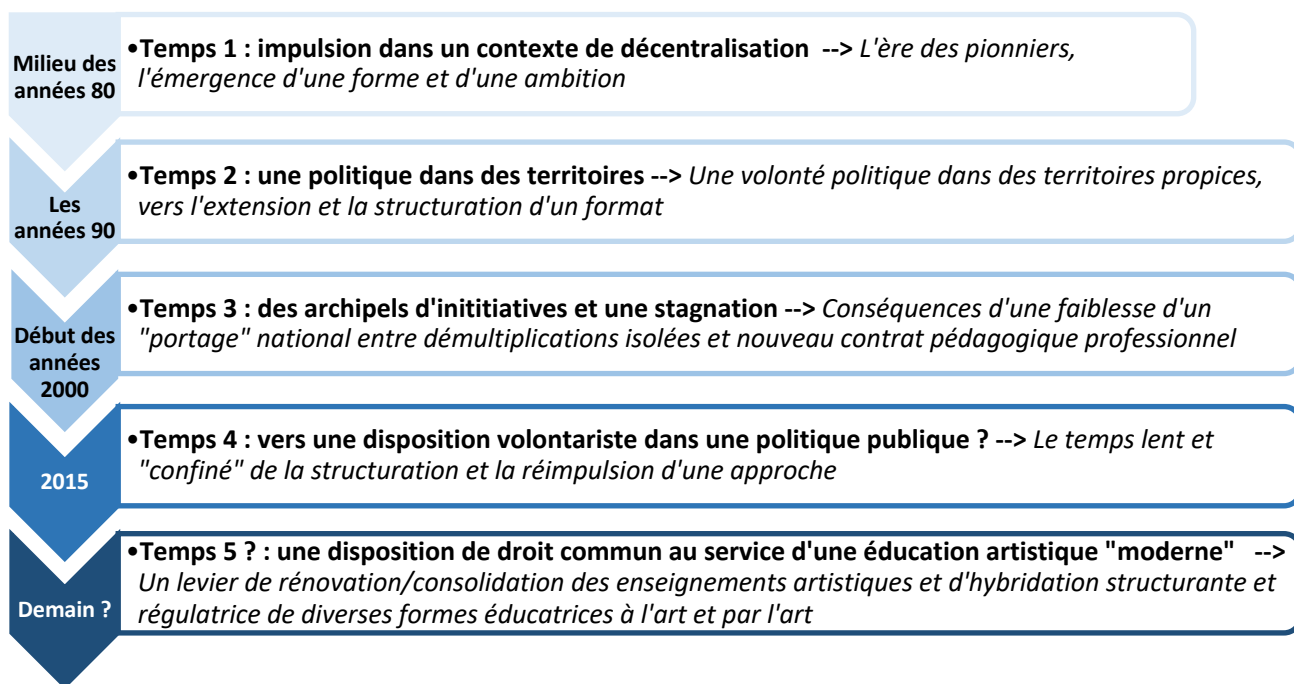 Milieu des
années 80
•Temps 1 : impulsion dans un contexte de décentralisation --> L'ère des pionniers,
l'émergence d'une forme et d'une ambition
Les
années 90
•Temps 2 : une politique dans des territoires --> Une volonté politique dans des territoires propices,
vers l'extension et la structuration d'un format
Début des
années
2000
•Temps 3 : des archipels d'inititiatives et une stagnation --> Conséquences d'une faiblesse d'un
"portage" national entre démultiplications isolées et nouveau contrat pédagogique professionnel
2015
•Temps 4 : vers une disposition volontariste dans une politique publique ? --> Le temps lent et
"confiné" de la structuration et la réimpulsion d'une approche
Demain ?
•Temps 5 ? : une disposition de droit commun au service d'une éducation artistique "moderne" -->
Un levier de rénovation/consolidation des enseignements artistiques et d'hybridation structurante et
régulatrice de diverses formes éducatrices à l'art et par l'art